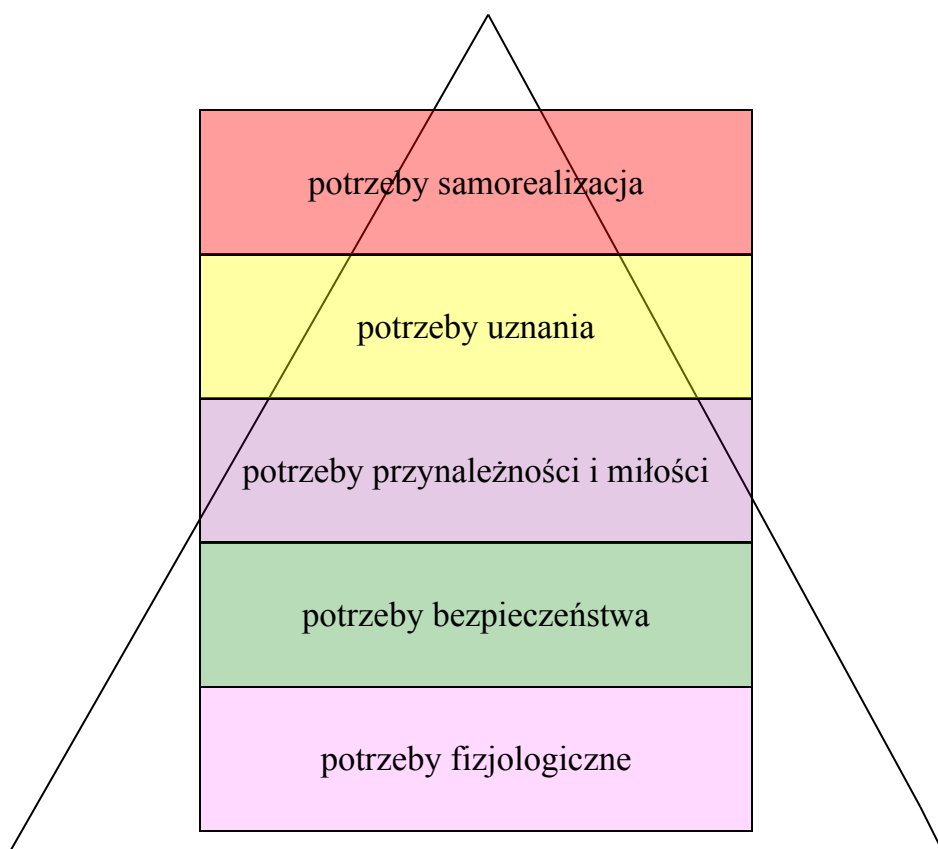 potrzeby samorealizacja
potrzeby uznania
potrzeby przynależności i miłości
potrzeby bezpieczeństwa
potrzeby fizjologiczne